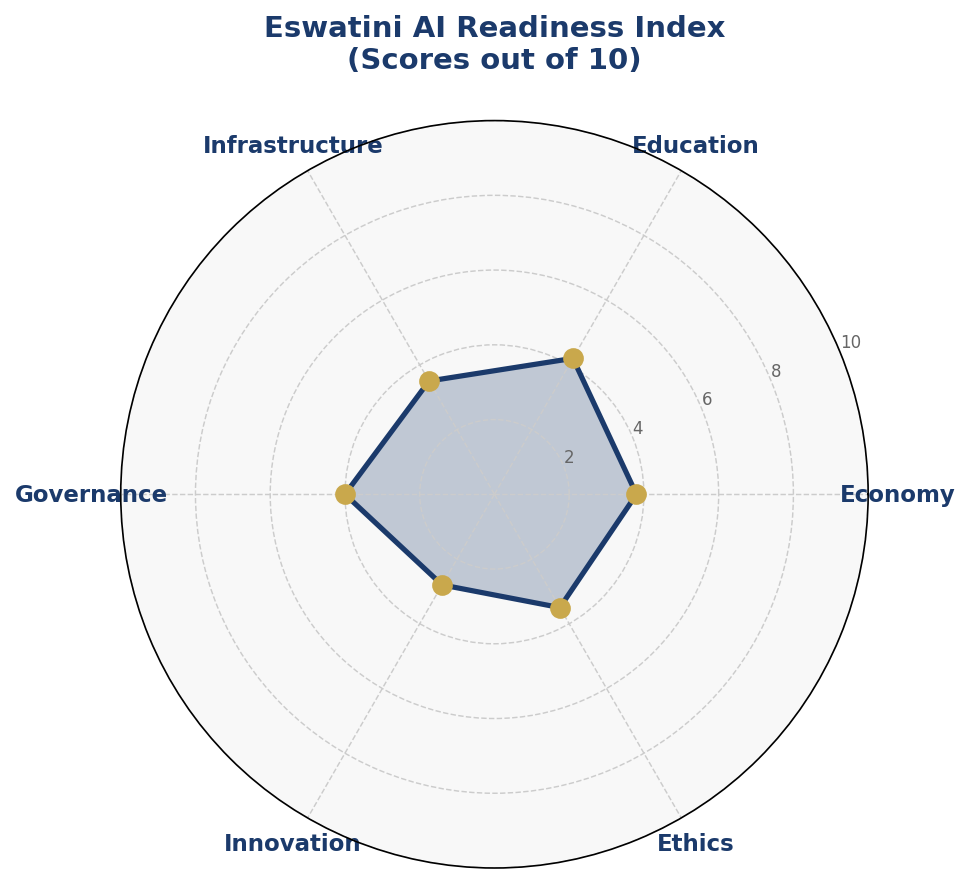 Eswatini AI Readiness Index
(Scores out of 10)
Infrastructure
Education
10
8
6
4
2
Governance
Economy
Innovation
Ethics